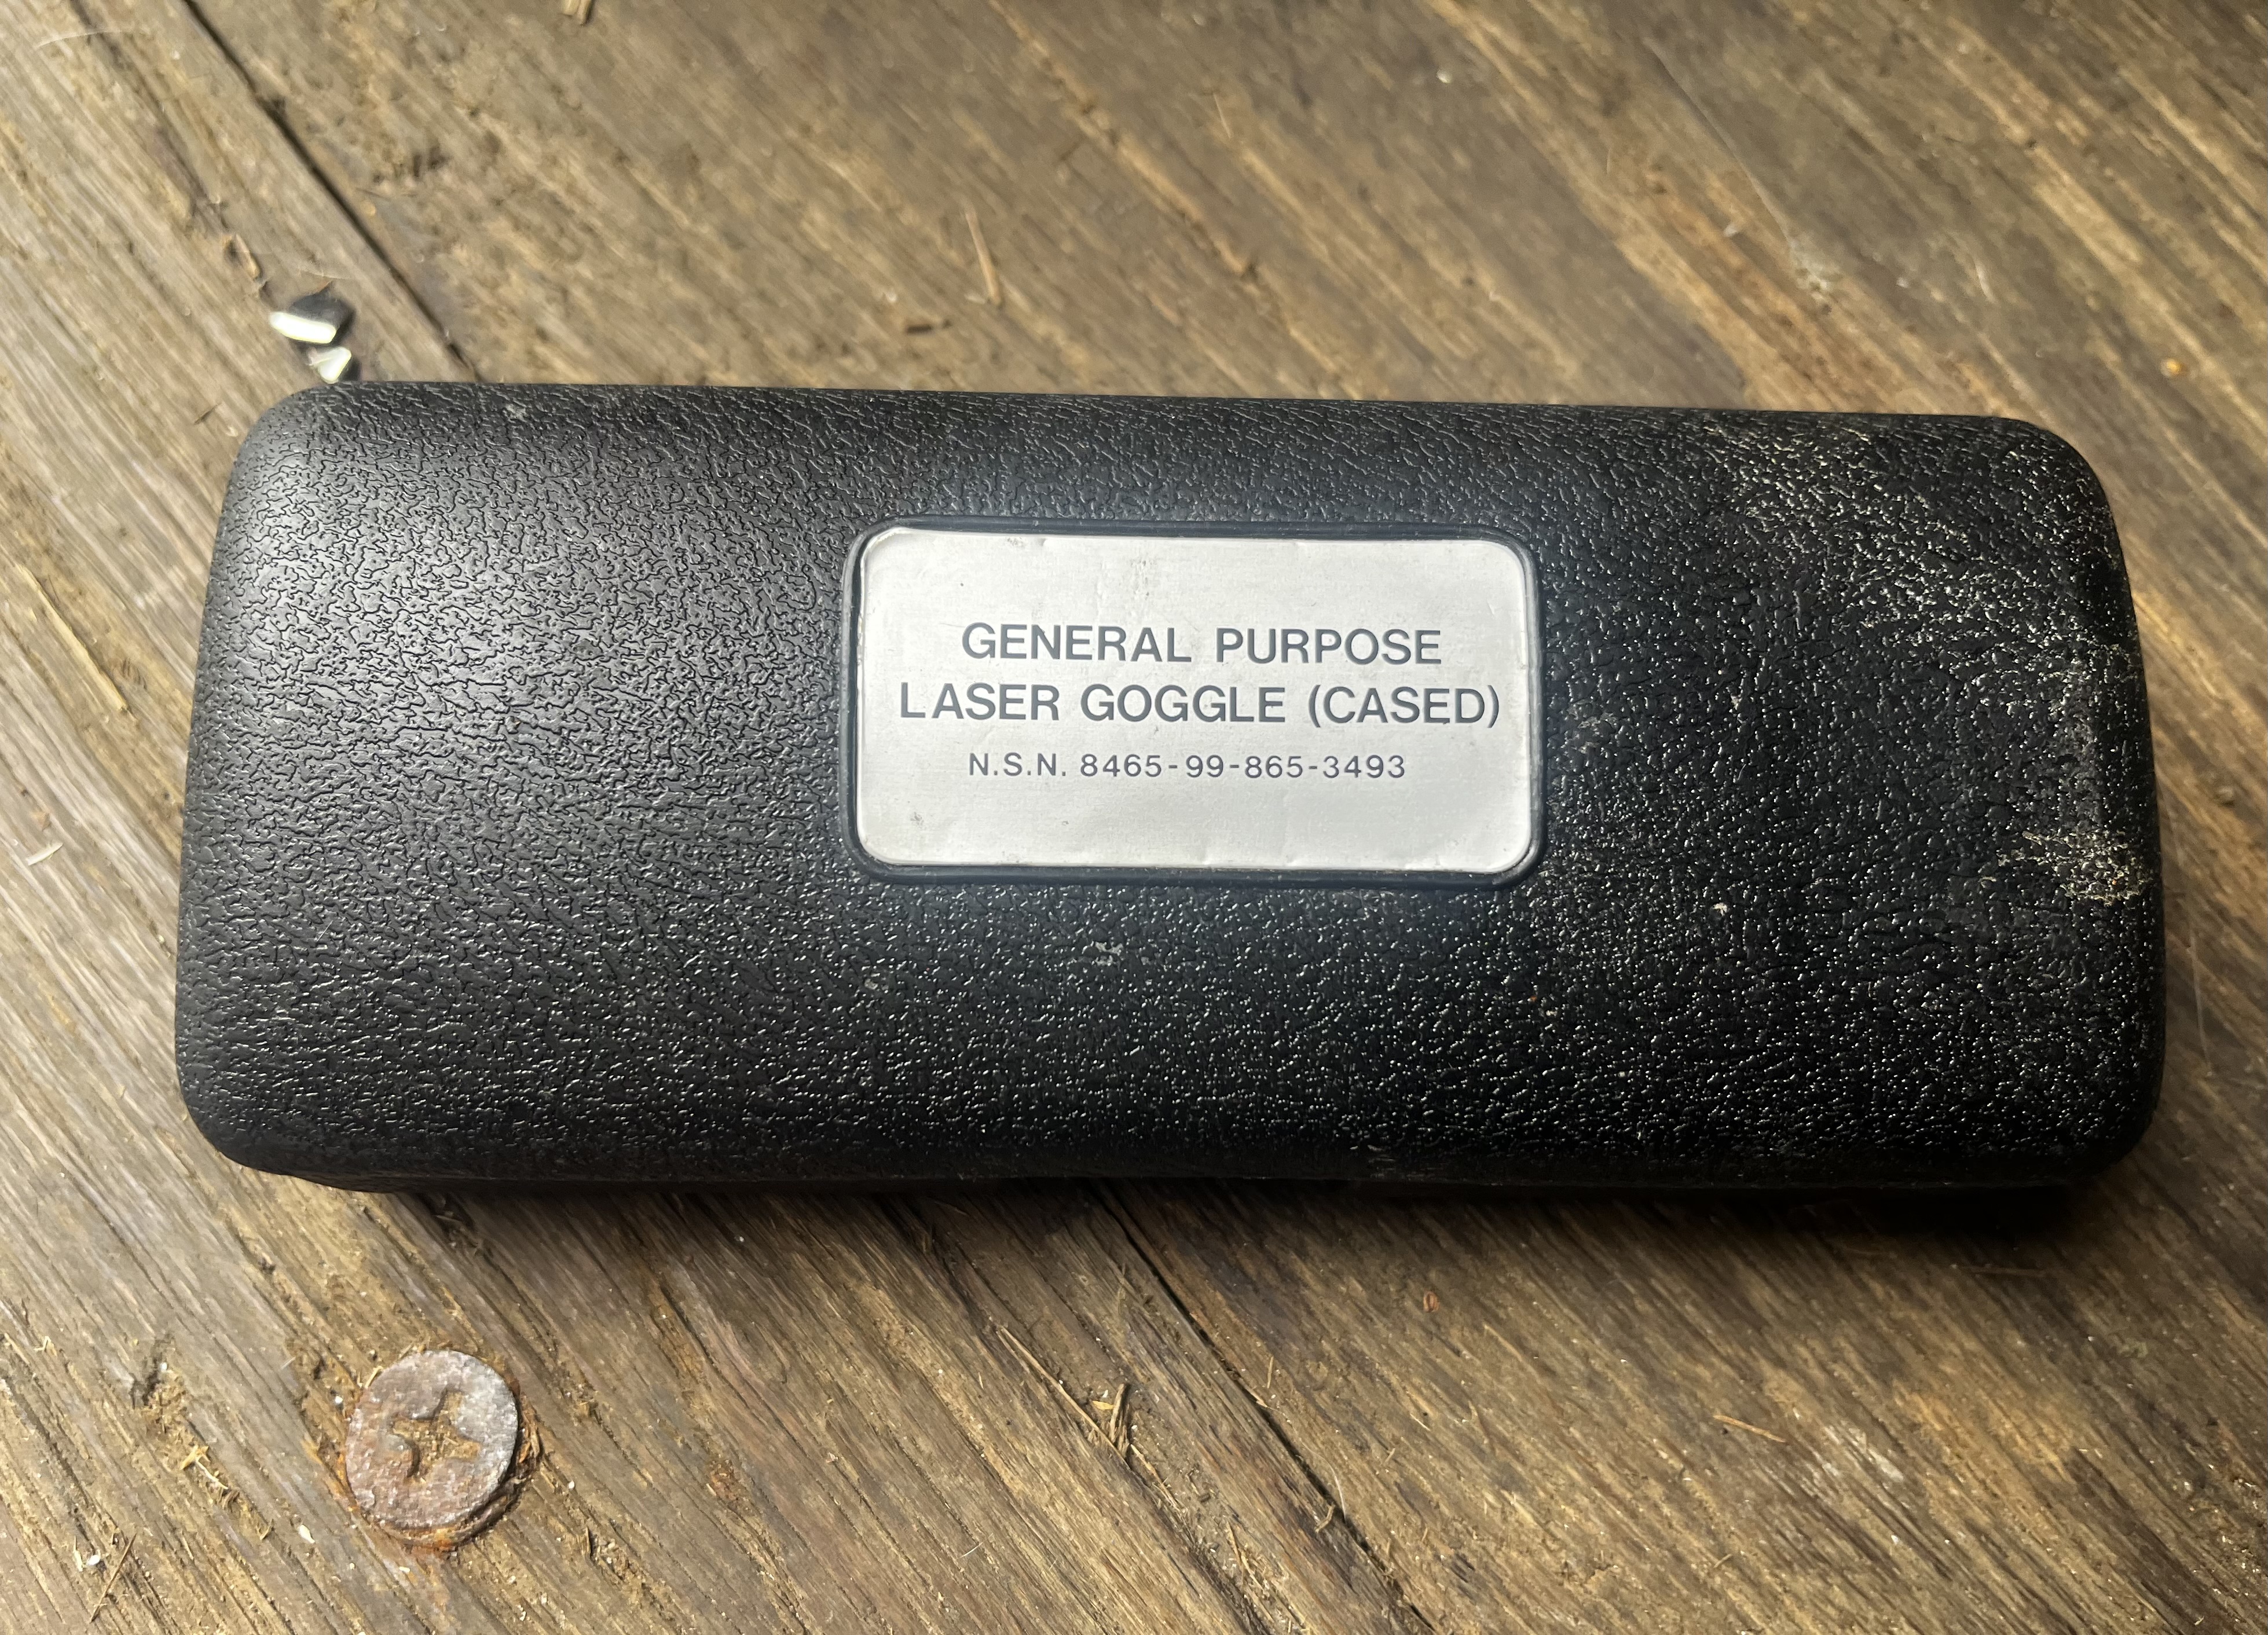 GENERAL PURPOSE
LASER GOGGLE (CASED)
N.S.N. 8465-99-865-3493